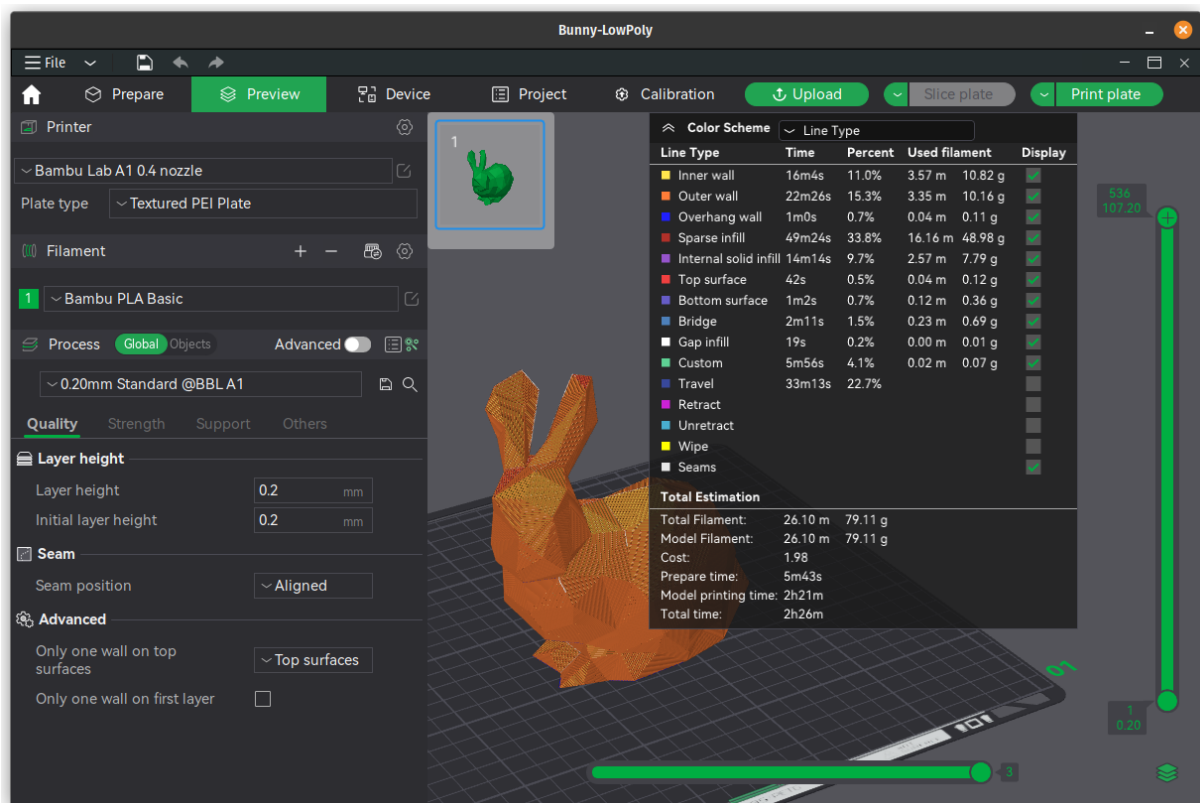 Bunny-LowPoly
File
Prepare Preview Device Project Calibration Upload Slice plate Print plate
Printer
Bambu Lab A1 0.4 nozzle
Plate type Textured PEI Plate
Filament
1 Bambu PLA Basic
Process Global Objects Advanced
0.20mm Standard @BBL A1
Quality Strength Support Others
Layer height
Layer height 0.2 mm
Initial layer height 0.2 mm
Seam
Seam position Aligned
Advanced
Only one wall on top
surfaces Top surfaces
Only one wall on first layer
1
Color Scheme Line Type
Line Type Time Percent Used filament Display
Inner wall 16m4s 11.0% 3.57 m 10.82 g
Outer wall 22m26s 15.3% 3.35 m 10.16 g
Overhang wall 1m0s 0.7% 0.04 m 0.11 g
Sparse infill 49m24s 33.8% 16.16 m 48.98 g
Internal solid infill 14m14s 9.7% 2.57 m 7.79 g
Top surface 42s 0.5% 0.04 m 0.12 g
Bottom surface 1m2s 0.7% 0.12 m 0.36 g
Bridge 2m11s 1.5% 0.23 m 0.69 g
Gap infill 19s 0.2% 0.00 m 0.01 g
Custom 5m56s 4.1% 0.02 m 0.07 g
Travel 33m13s 22.7%
Retract
Unretract
Wipe
Seams
Total Estimation
Total Filament: 26.10 m 79.11 g
Model Filament: 26.10 m 79.11 g
Cost: 1.98
Prepare time: 5m43s
Model printing time: 2h21m
Total time: 2h26m
536
107.20
01
1
0.20
3